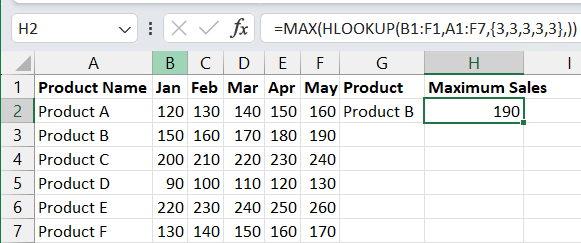 H2 fx =MAX(HLOOKUP(B1:F1,A1:F7,{3,3,3,3,3},))
A B C D E F G H I
1 Product Name Jan Feb Mar Apr May Product Maximum Sales
2 Product A 120 130 140 150 160 Product B 190
3 Product B 150 160 170 180 190
4 Product C 200 210 220 230 240
5 Product D 90 100 110 120 130
6 Product E 220 230 240 250 260
7 Product F 130 140 150 160 170